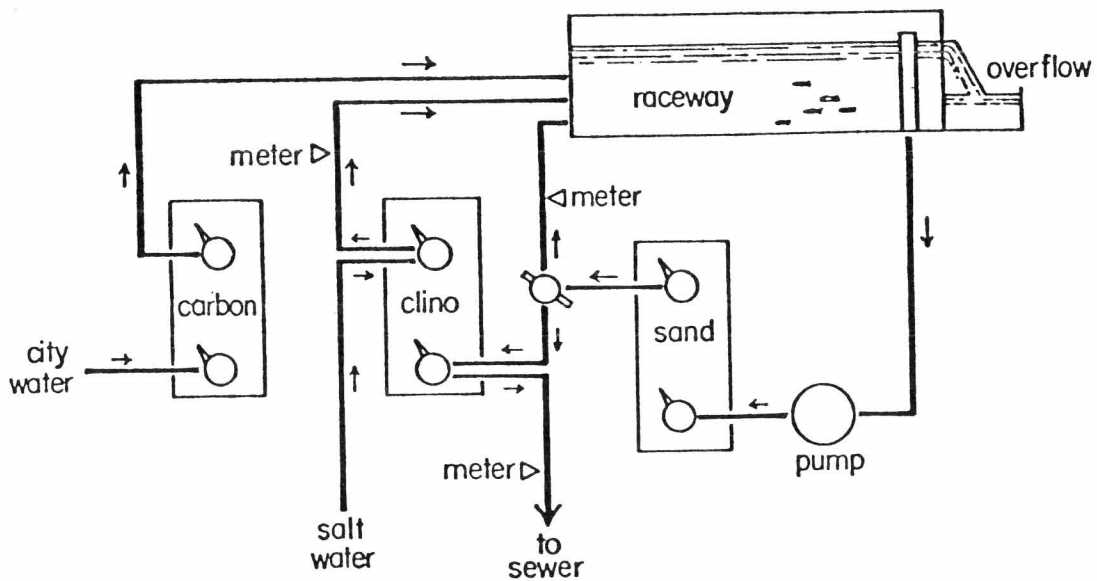 overflow
raceway
meter
meter
carbon
clino
sand
city
water
pump
meter
salt
water
to
sewer